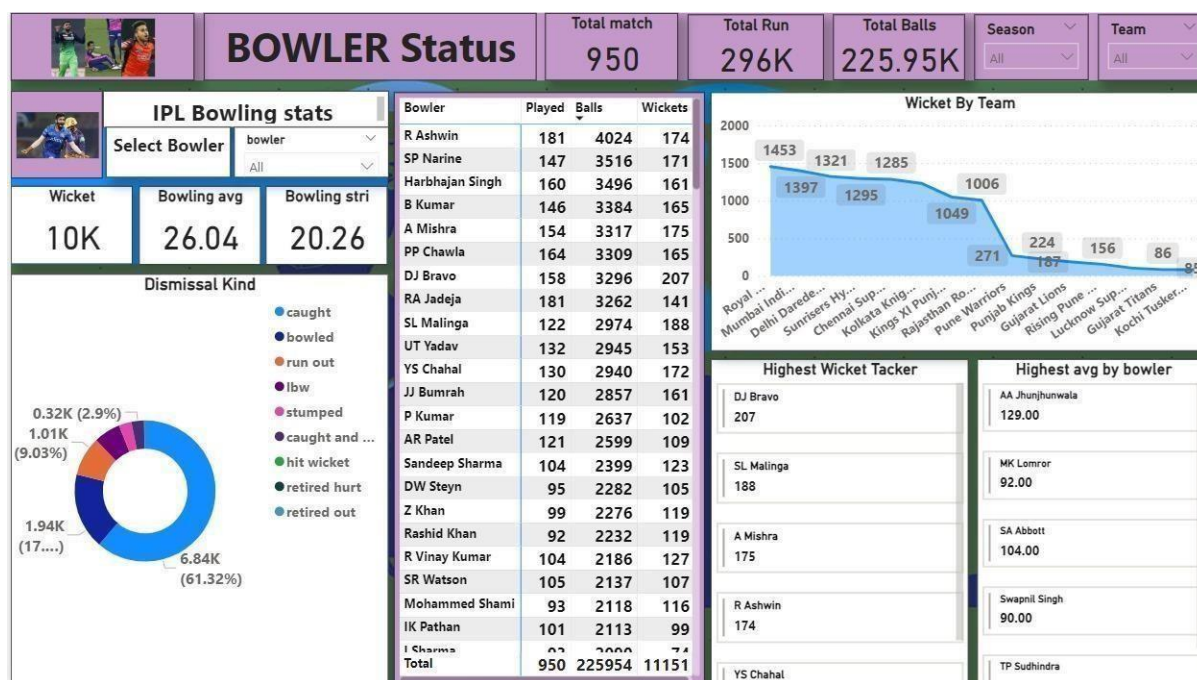 BOWLER Status
Total match
950
Total Run
296K
Total Balls
225.95K
Season
All
Team
All
IPL Bowling stats
Select Bowler
bowler
All
Wicket
10K
Bowling avg
26.04
Bowling stri
20.26
Dismissal Kind
caught
bowled
run out
lbw
stumped
caught and ...
hit wicket
retired hurt
retired out
0.32K (2.9%)
1.01K
(9.03%)
1.94K
(17....)
6.84K
(61.32%)
Bowler Played Balls Wickets
R Ashwin 181 4024 174
SP Narine 147 3516 171
Harbhajan Singh 160 3496 161
B Kumar 146 3384 165
A Mishra 154 3317 175
PP Chawla 164 3309 165
DJ Bravo 158 3296 207
RA Jadeja 181 3262 141
SL Malinga 122 2974 188
UT Yadav 132 2945 153
YS Chahal 130 2940 172
JJ Bumrah 120 2857 161
P Kumar 119 2637 102
AR Patel 121 2599 109
Sandeep Sharma 104 2399 123
DW Steyn 95 2282 105
Z Khan 99 2276 119
Rashid Khan 92 2232 119
R Vinay Kumar 104 2186 127
SR Watson 105 2137 107
Mohammed Shami 93 2118 116
IK Pathan 101 2113 99
I Sharma
Total 950 225954 11151
Wicket By Team
2000
1500
1000
500
0
1453
1397
1321
1295
1285
1049
1006
271
224
187
156
86
85
Royal ...
Mumbai Indi...
Delhi Darede...
Sunrisers Hy...
Chennai Sup...
Kolkata Knig...
Kings XI Punj...
Rajasthan Ro...
Pune Warriors
Punjab Kings
Gujarat Lions
Rising Pune ...
Lucknow Sup...
Gujarat Titans
Kochi Tusker...
Highest Wicket Tacker
DJ Bravo
207
SL Malinga
188
A Mishra
175
R Ashwin
174
YS Chahal
Highest avg by bowler
AA Jhunjhunwala
129.00
MK Lomror
92.00
SA Abbott
104.00
Swapnil Singh
90.00
TP Sudhindra